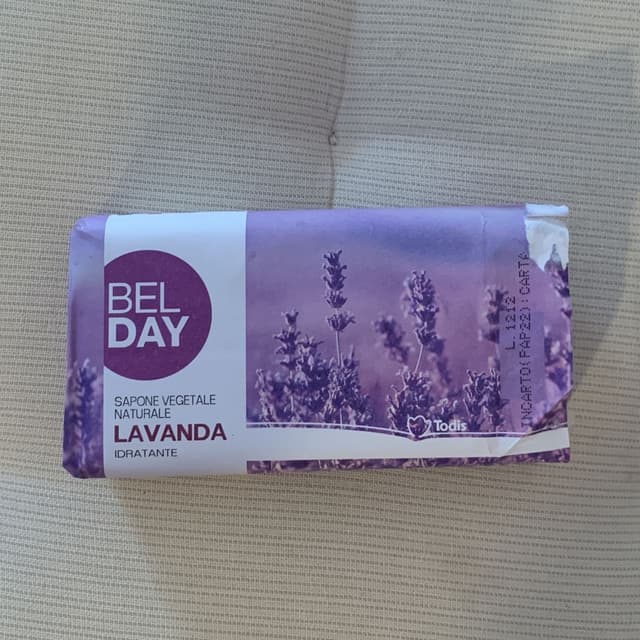 BEL
DAY
SAPONE VEGETALE
NATURALE
LAVANDA
IDRATANTE
Todis
L.1212
INCARTO(PAP22):CARTA